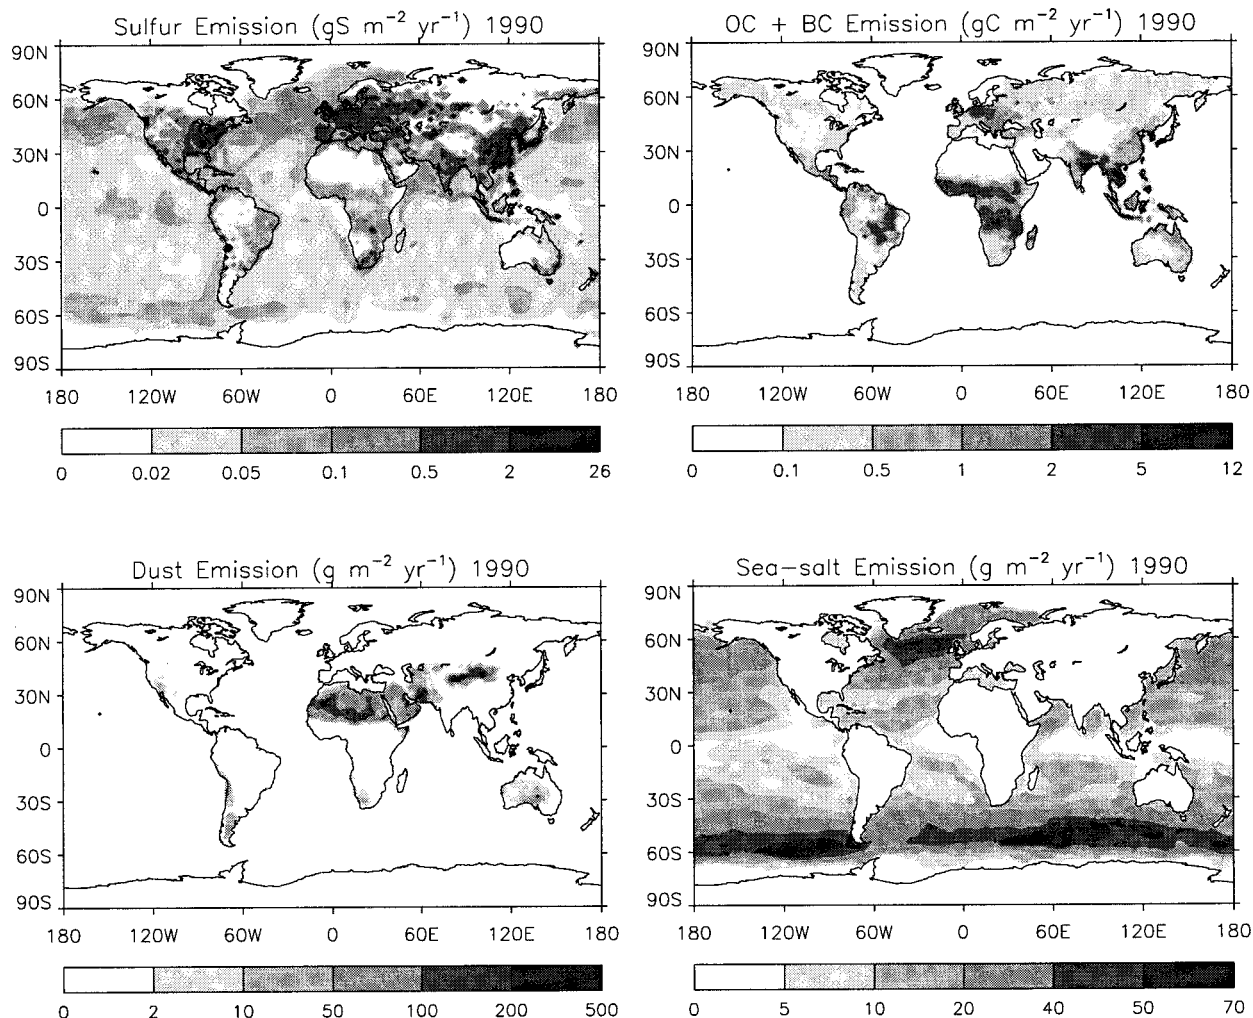 Sulfur Emission (gS m⁻² yr⁻¹) 1990
90N
60N
30N
0
30S
60S
90S
180 120W 60W 0 60E 120E 180
0 0.02 0.05 0.1 0.5 2 26
OC + BC Emission (gC m⁻² yr⁻¹) 1990
90N
60N
30N
0
30S
60S
90S
180 120W 60W 0 60E 120E 180
0 0.1 0.5 1 2 5 12
Dust Emission (g m⁻² yr⁻¹) 1990
90N
60N
30N
0
30S
60S
90S
180 120W 60W 0 60E 120E 180
0 2 10 50 100 200 500
Sea-salt Emission (g m⁻² yr⁻¹) 1990
90N
60N
30N
0
30S
60S
90S
180 120W 60W 0 60E 120E 180
0 5 10 20 40 50 70